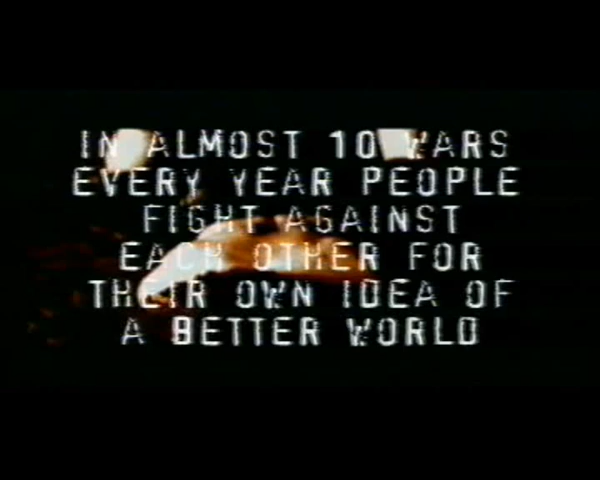 IN ALMOST 10 WARS
EVERY YEAR PEOPLE
FIGHT AGAINST
EACH OTHER FOR
THEIR OWN IDEA OF
A BETTER WORLD